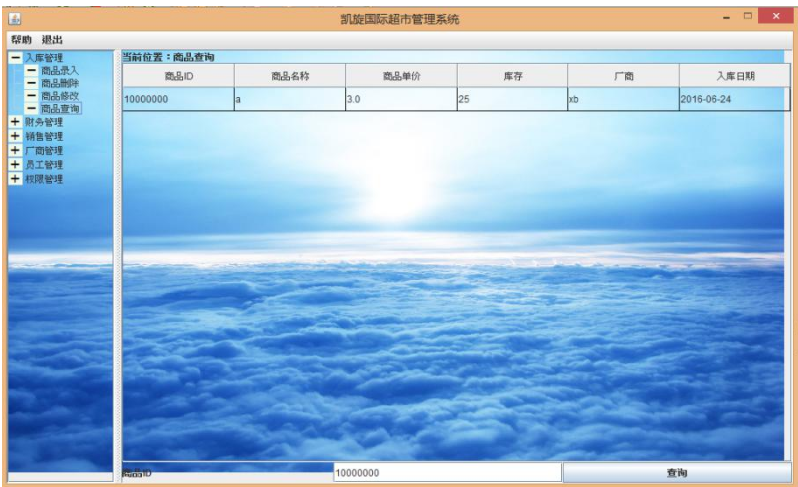 凯旋国际超市管理系统
帮助 退出
入库管理
商品录入
商品删除
商品修改
商品查询
财务管理
销售管理
厂商管理
员工管理
权限管理
当前位置：商品查询
商品ID 商品名称 商品单价 库存 厂商 入库日期
10000000 a 3.0 25 xb 2016-06-24
商品ID 10000000 查询